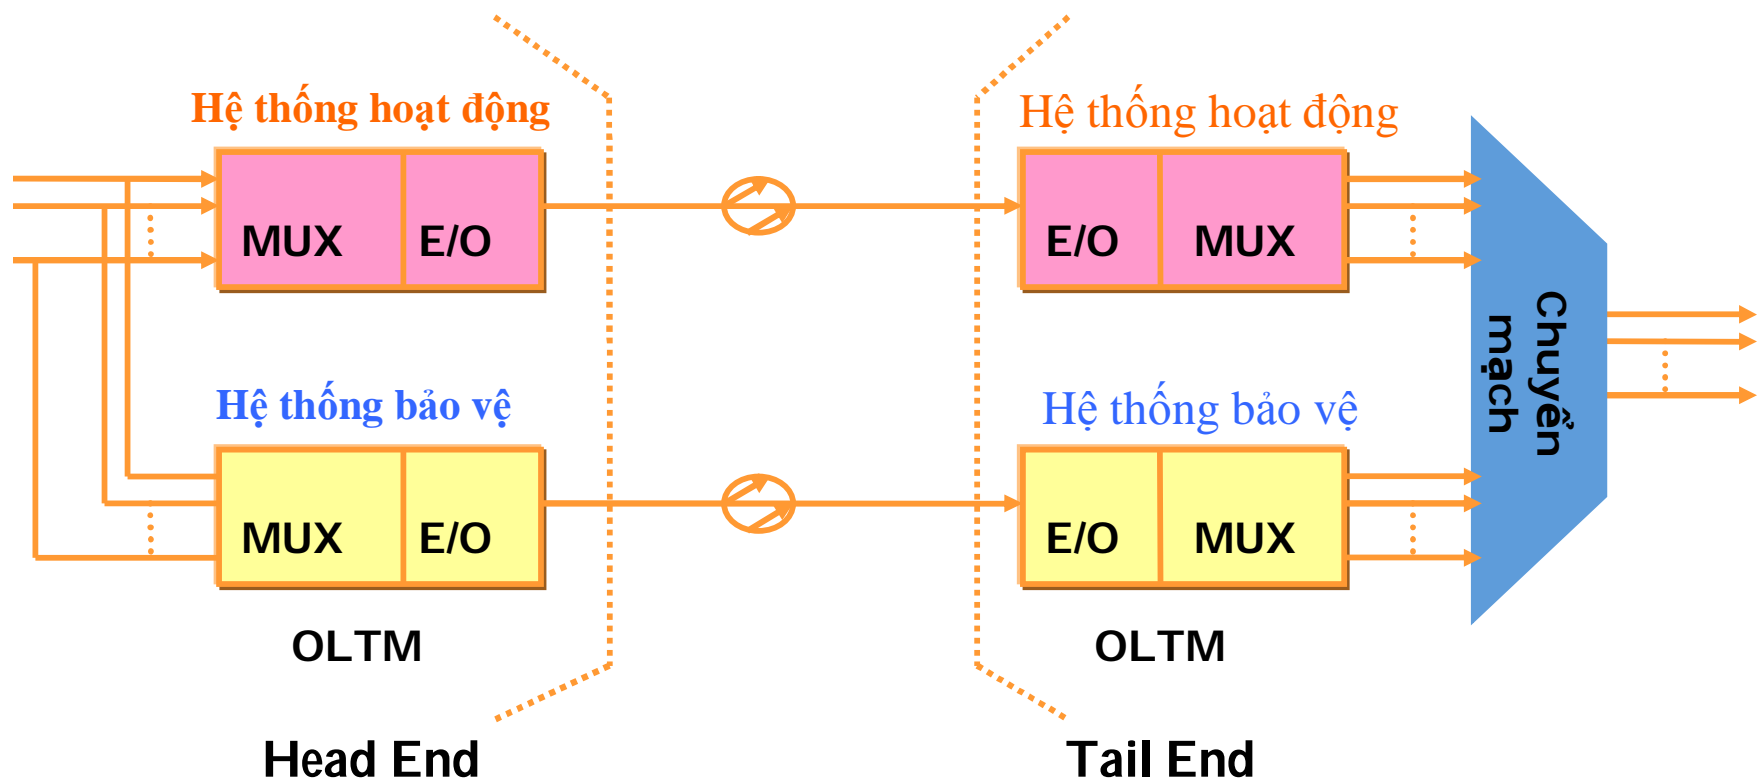 Hệ thống hoạt động
Hệ thống hoạt động
MUX E/O
E/O MUX
Chuyển
mạch
Hệ thống bảo vệ
Hệ thống bảo vệ
MUX E/O
E/O MUX
OLTM
OLTM
Head End
Tail End